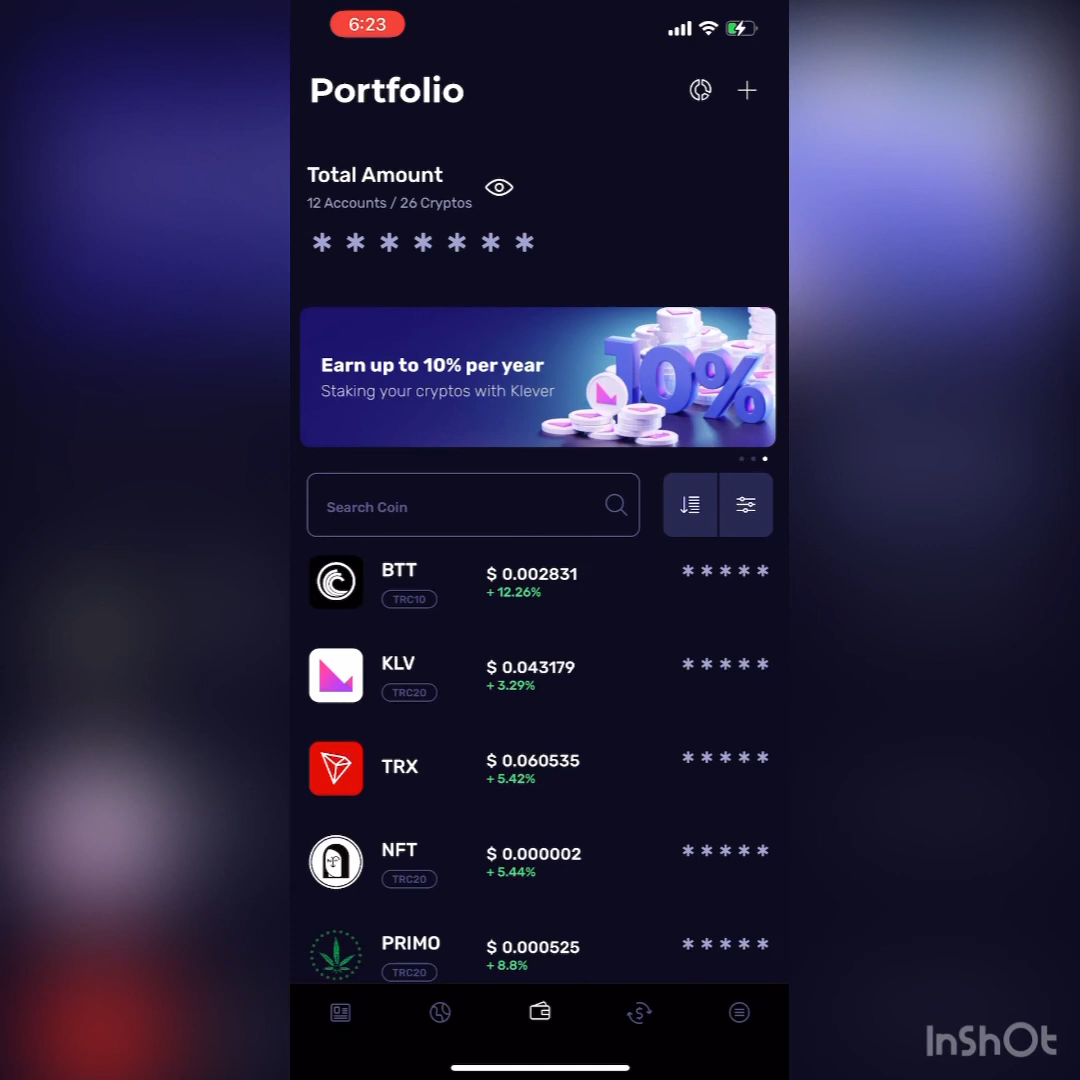 6:23
Portfolio
Total Amount
12 Accounts / 26 Cryptos
* * * * * * *
Earn up to 10% per year
Staking your cryptos with Klever
10%
Search Coin
BTT
TRC10
$ 0.002831
+ 12.26%
* * * * *
KLV
TRC20
$ 0.043179
+ 3.29%
* * * * *
TRX
$ 0.060535
+ 5.42%
* * * * *
NFT
TRC20
$ 0.000002
+ 5.44%
* * * * *
PRIMO
TRC20
$ 0.000525
+ 8.8%
* * * * *
InShOt